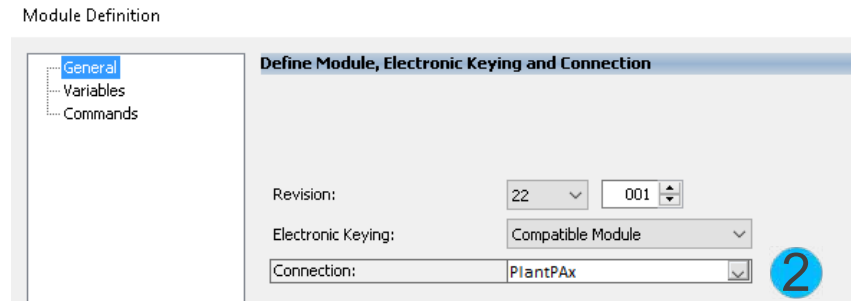 Module Definition
General
Variables
Commands
Define Module, Electronic Keying and Connection
Revision: 22 001
Electronic Keying: Compatible Module
Connection: PlantPAx 2